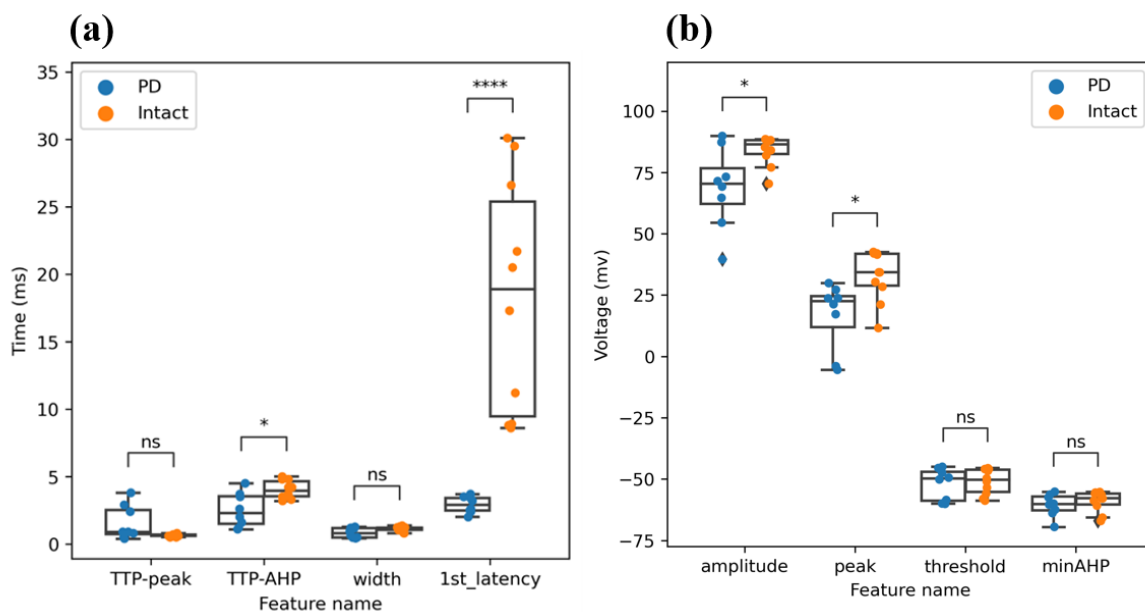 (a)
35
30
25
20
15
10
5
0
Time (ms)
PD
Intact
ns
*
ns
****
TTP-peak
TTP-AHP
width
1st_latency
Feature name
(b)
100
75
50
25
0
−25
−50
−75
Voltage (mv)
PD
Intact
*
*
ns
ns
amplitude
peak
threshold
minAHP
Feature name